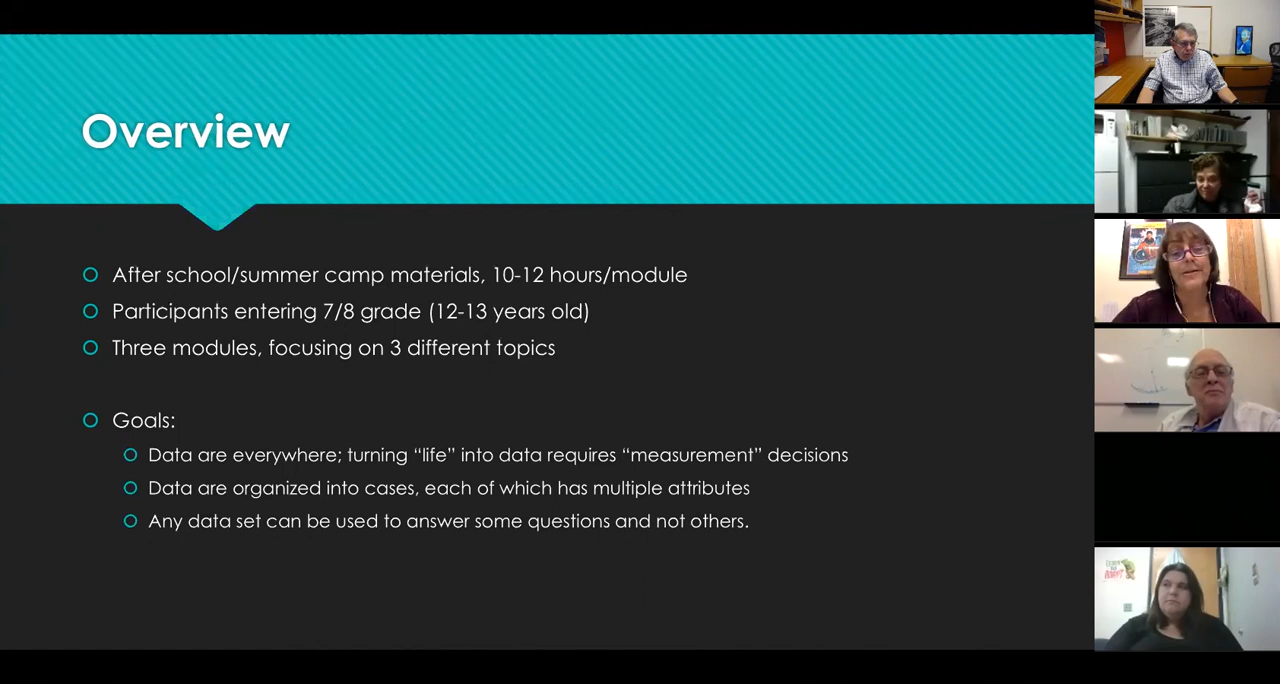 Overview
After school/summer camp materials, 10-12 hours/module
Participants entering 7/8 grade (12-13 years old)
Three modules, focusing on 3 different topics
Goals:
Data are everywhere; turning “life” into data requires “measurement” decisions
Data are organized into cases, each of which has multiple attributes
Any data set can be used to answer some questions and not others.